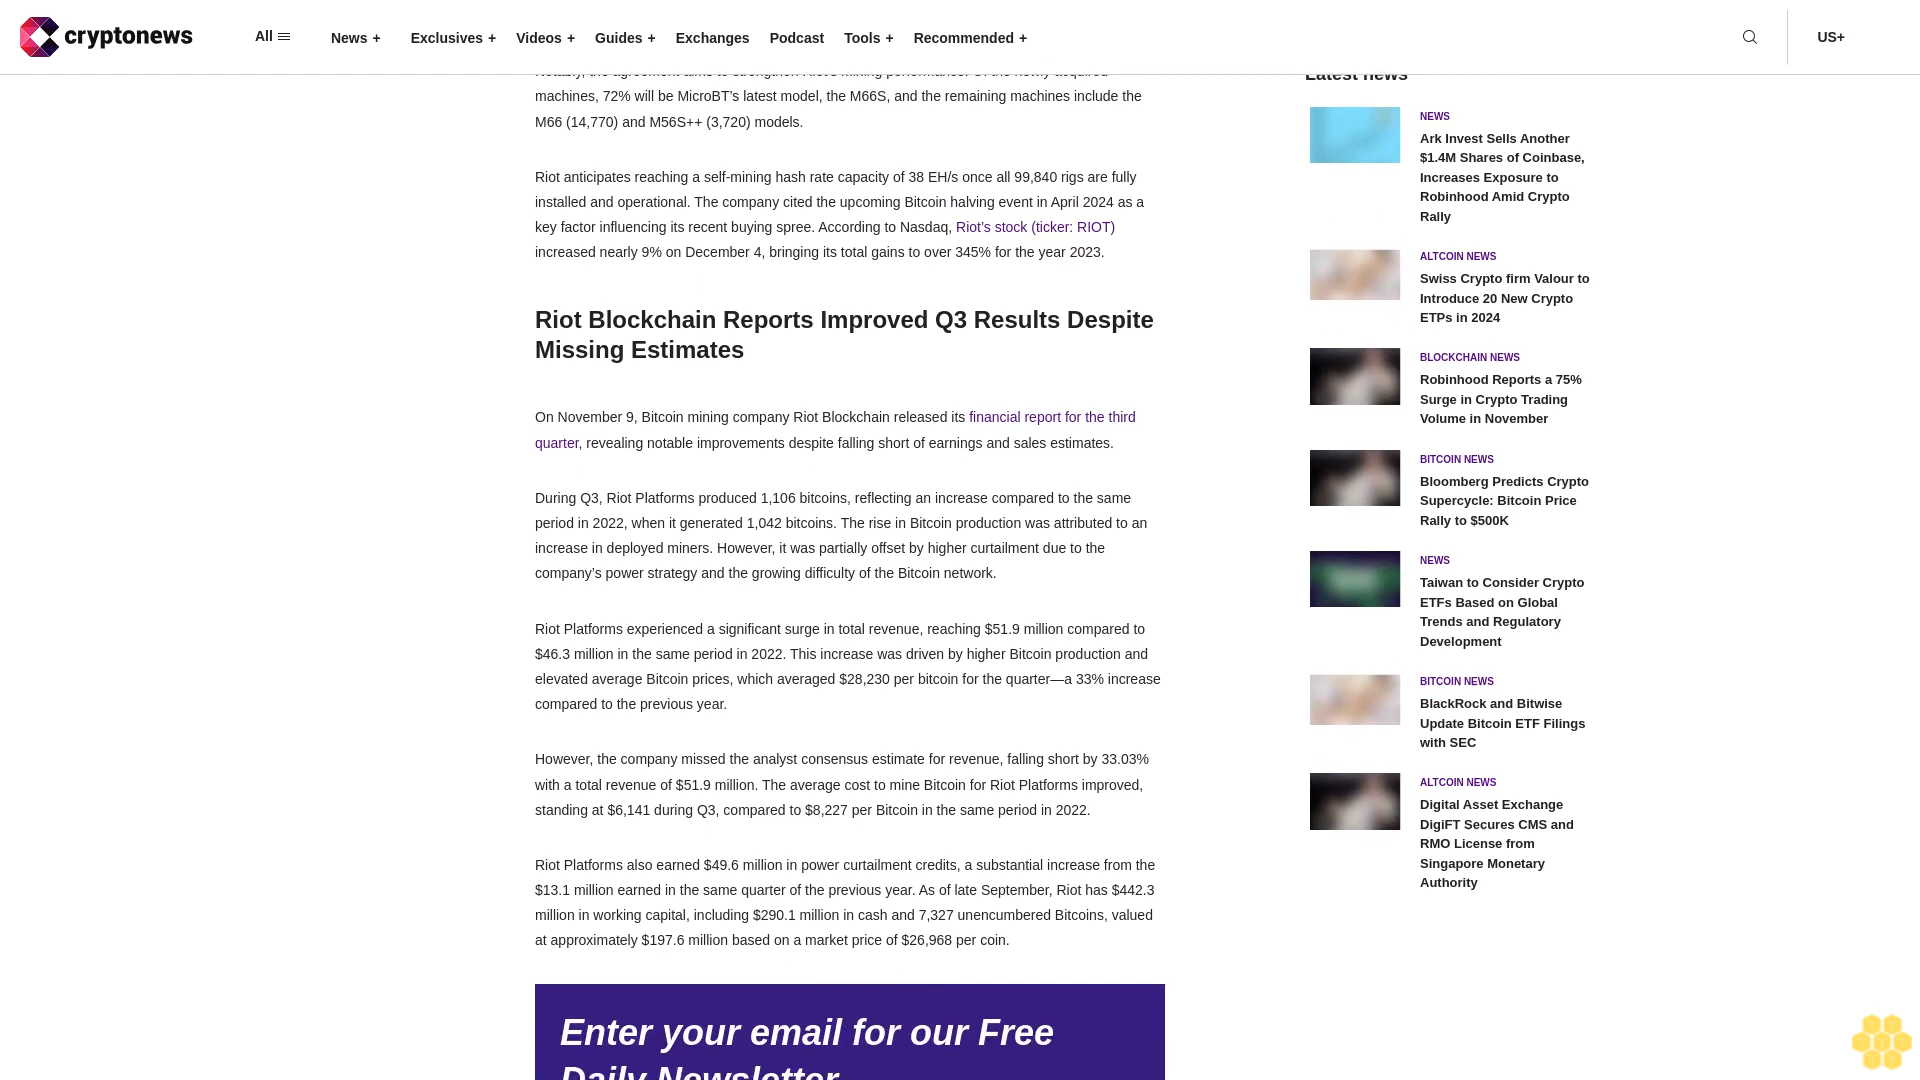 cryptonews
All
News +
Exclusives +
Videos +
Guides +
Exchanges
Podcast
Tools +
Recommended +
US+
machines, 72% will be MicroBT’s latest model, the M66S, and the remaining machines include the
M66 (14,770) and M56S++ (3,720) models.
Riot anticipates reaching a self-mining hash rate capacity of 38 EH/s once all 99,840 rigs are fully
installed and operational. The company cited the upcoming Bitcoin halving event in April 2024 as a
key factor influencing its recent buying spree. According to Nasdaq, Riot’s stock (ticker: RIOT)
increased nearly 9% on December 4, bringing its total gains to over 345% for the year 2023.
Riot Blockchain Reports Improved Q3 Results Despite
Missing Estimates
On November 9, Bitcoin mining company Riot Blockchain released its financial report for the third
quarter, revealing notable improvements despite falling short of earnings and sales estimates.
During Q3, Riot Platforms produced 1,106 bitcoins, reflecting an increase compared to the same
period in 2022, when it generated 1,042 bitcoins. The rise in Bitcoin production was attributed to an
increase in deployed miners. However, it was partially offset by higher curtailment due to the
company’s power strategy and the growing difficulty of the Bitcoin network.
Riot Platforms experienced a significant surge in total revenue, reaching $51.9 million compared to
$46.3 million in the same period in 2022. This increase was driven by higher Bitcoin production and
elevated average Bitcoin prices, which averaged $28,230 per bitcoin for the quarter—a 33% increase
compared to the previous year.
However, the company missed the analyst consensus estimate for revenue, falling short by 33.03%
with a total revenue of $51.9 million. The average cost to mine Bitcoin for Riot Platforms improved,
standing at $6,141 during Q3, compared to $8,227 per Bitcoin in the same period in 2022.
Riot Platforms also earned $49.6 million in power curtailment credits, a substantial increase from the
$13.1 million earned in the same quarter of the previous year. As of late September, Riot has $442.3
million in working capital, including $290.1 million in cash and 7,327 unencumbered Bitcoins, valued
at approximately $197.6 million based on a market price of $26,968 per coin.
Enter your email for our Free
Daily Newsletter
Latest news
NEWS
Ark Invest Sells Another
$1.4M Shares of Coinbase,
Increases Exposure to
Robinhood Amid Crypto
Rally
ALTCOIN NEWS
Swiss Crypto firm Valour to
Introduce 20 New Crypto
ETPs in 2024
BLOCKCHAIN NEWS
Robinhood Reports a 75%
Surge in Crypto Trading
Volume in November
BITCOIN NEWS
Bloomberg Predicts Crypto
Supercycle: Bitcoin Price
Rally to $500K
NEWS
Taiwan to Consider Crypto
ETFs Based on Global
Trends and Regulatory
Development
BITCOIN NEWS
BlackRock and Bitwise
Update Bitcoin ETF Filings
with SEC
ALTCOIN NEWS
Digital Asset Exchange
DigiFT Secures CMS and
RMO License from
Singapore Monetary
Authority